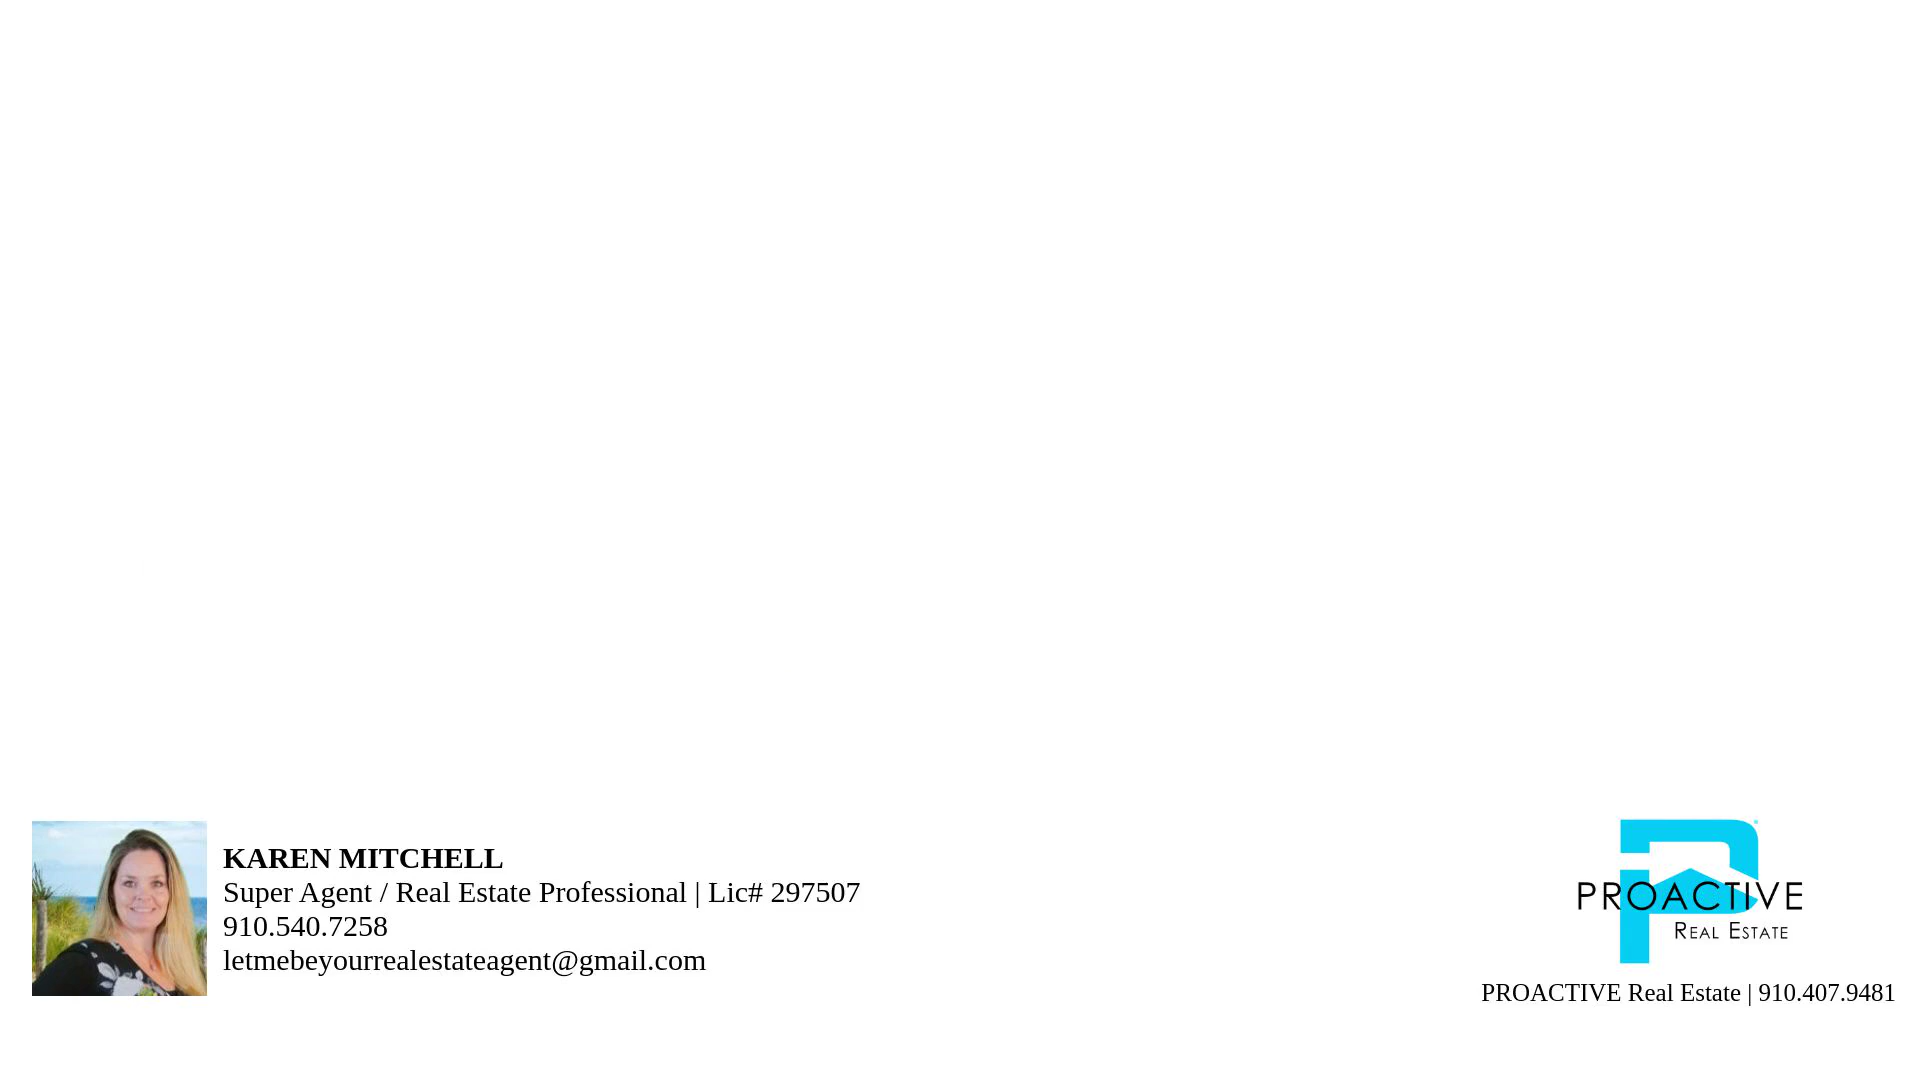 KAREN MITCHELL
Super Agent / Real Estate Professional | Lic# 297507
910.540.7258
letmebeyourrealestateagent@gmail.com
PROACTIVE
REAL ESTATE
PROACTIVE Real Estate | 910.407.9481